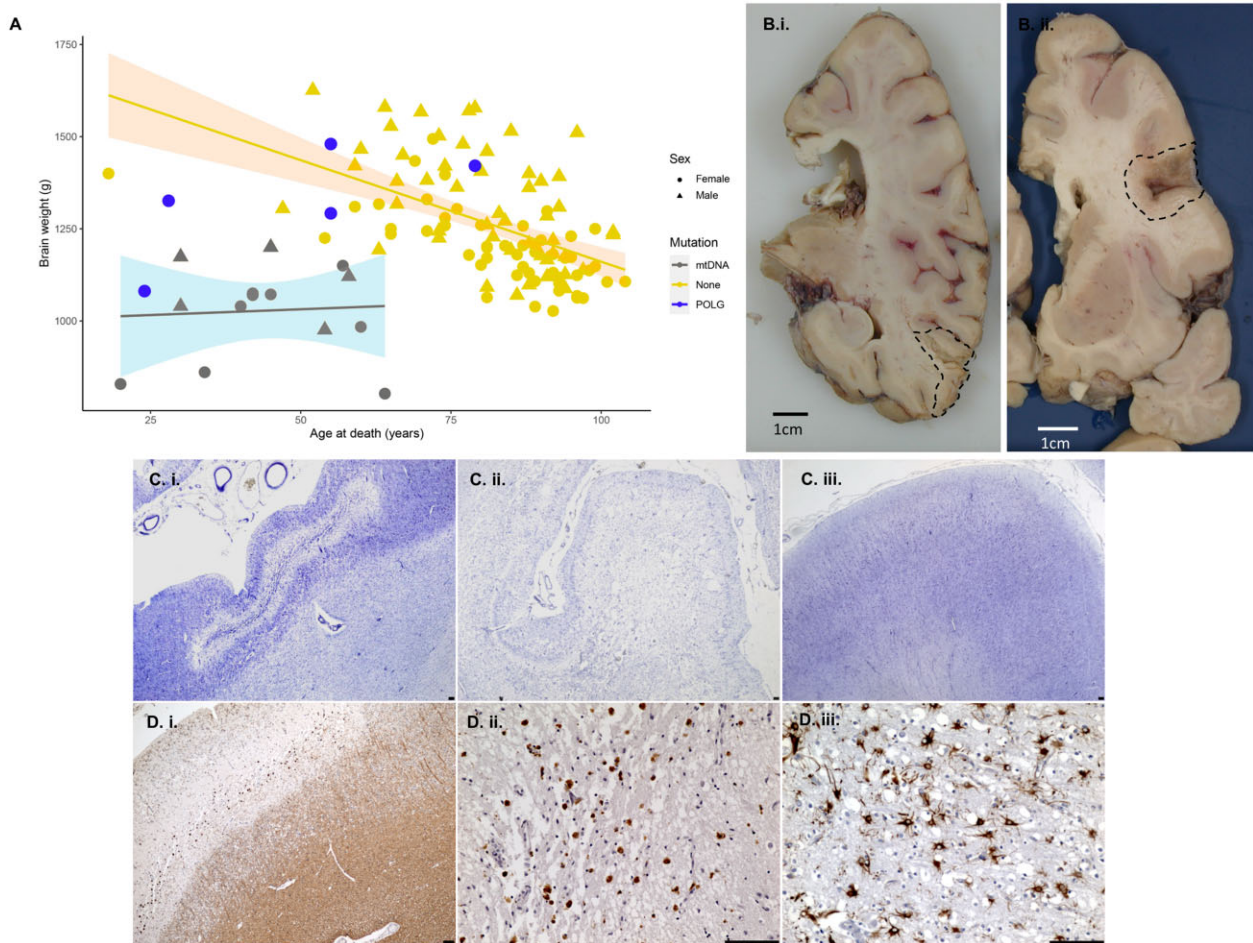 A
1750
1500
1250
1000
Brain weight (g)
25
50
75
100
Age at death (years)
Sex
Female
Male
Mutation
mtDNA
None
POLG
B.i.
1cm
B. ii.
1cm
C. i.
C. ii.
C. iii.
D. i.
D. ii.
D. iii.